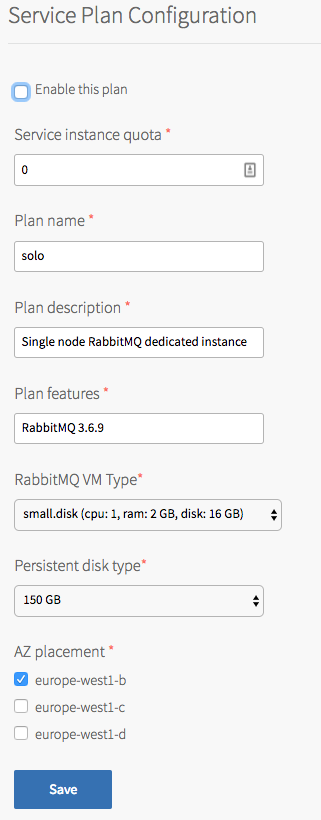 Service Plan Configuration
Enable this plan
Service instance quota *
0
Plan name *
solo
Plan description *
Single node RabbitMQ dedicated instance
Plan features *
RabbitMQ 3.6.9
RabbitMQ VM Type*
small.disk (cpu: 1, ram: 2 GB, disk: 16 GB)
Persistent disk type*
150 GB
AZ placement *
europe-west1-b
europe-west1-c
europe-west1-d
Save